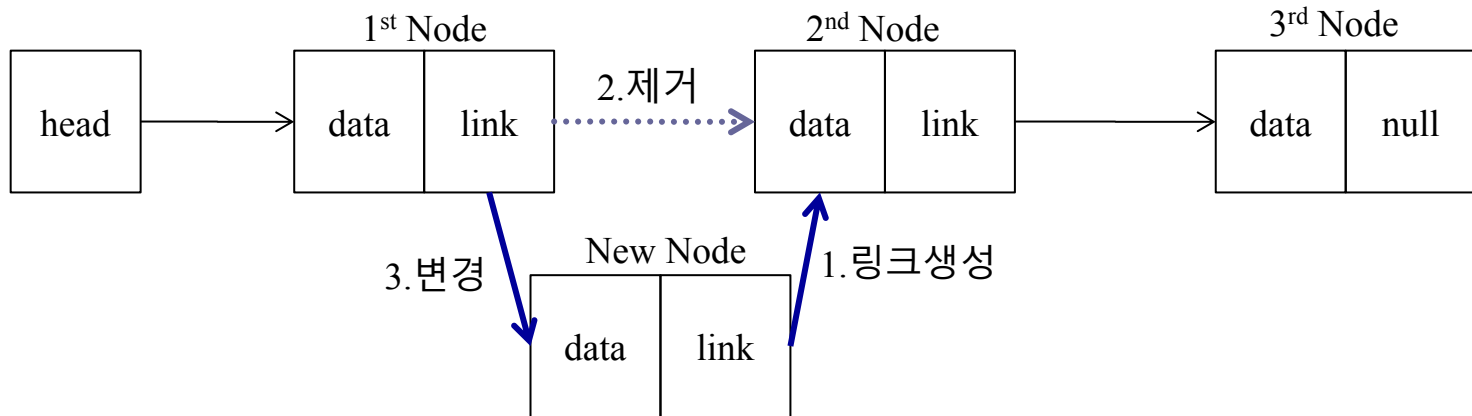 1st Node
2nd Node
3rd Node
head
data
link
2.제거
data
link
data
null
3.변경
New Node
1.링크생성
data
link